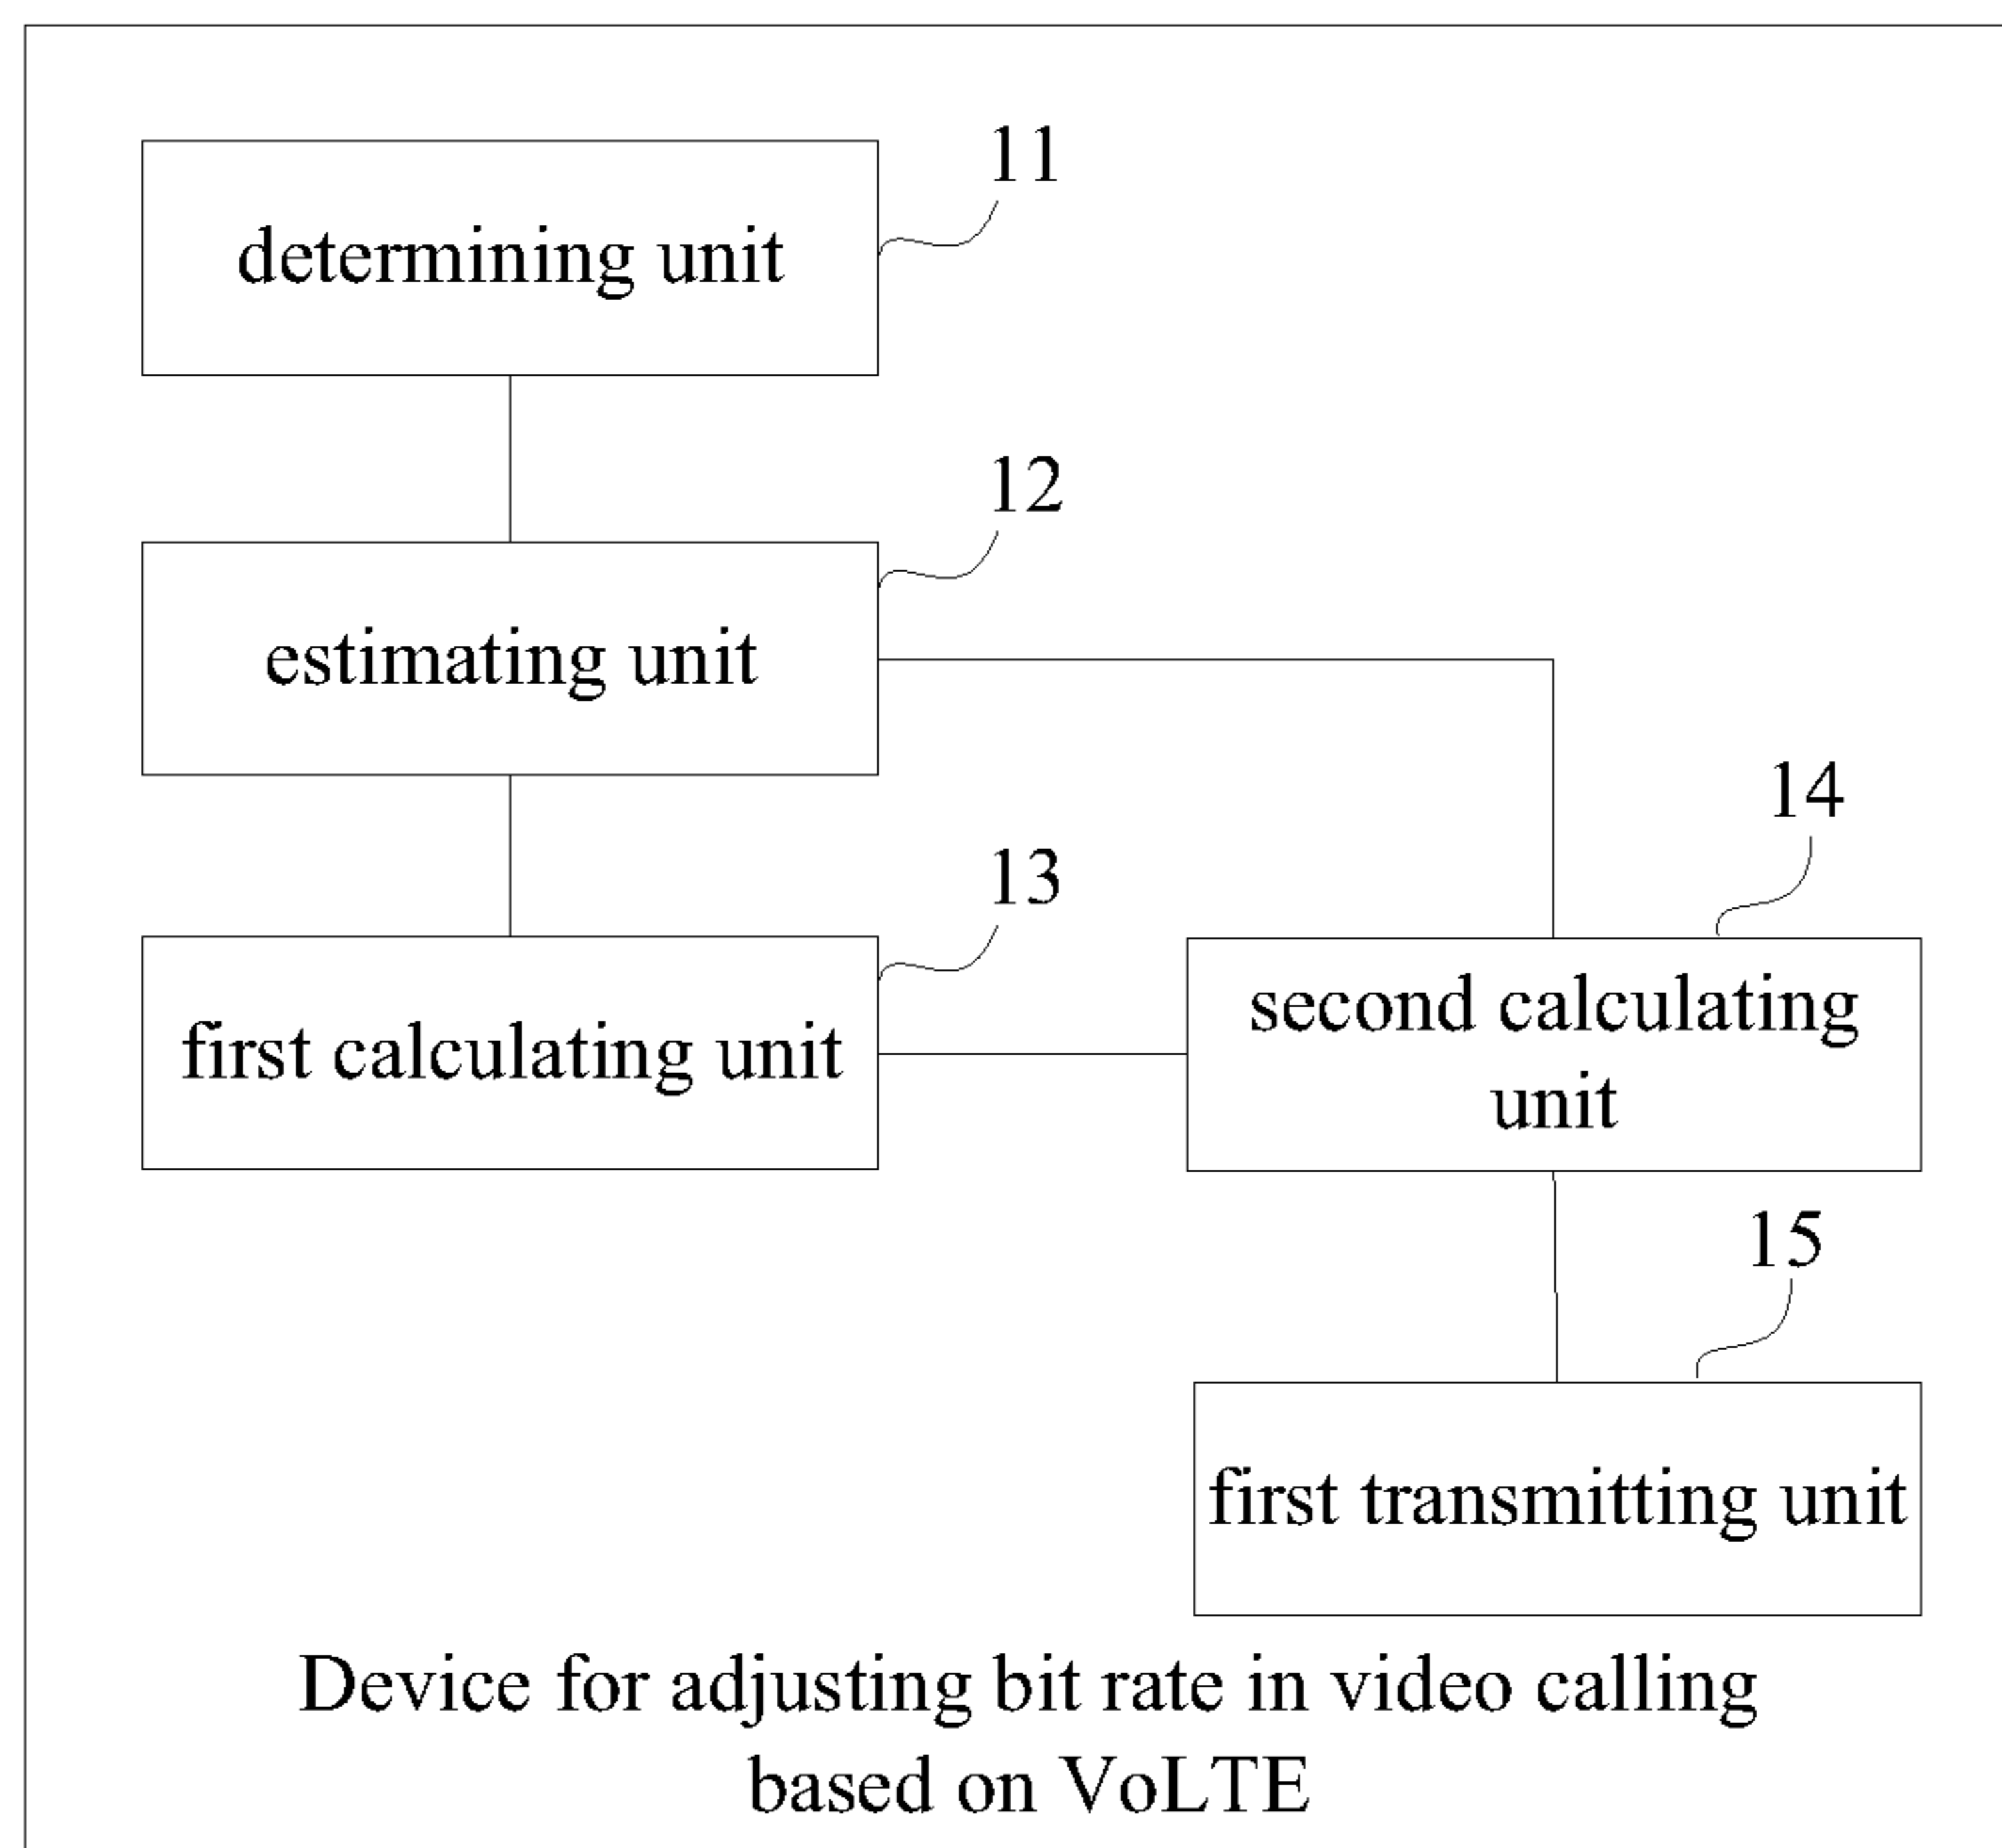 11
determining unit
12
estimating unit
14
13
second calculating
unit
first calculating unit
15
first transmitting unit
Device for adjusting bit rate in video calling
based on VoLTE